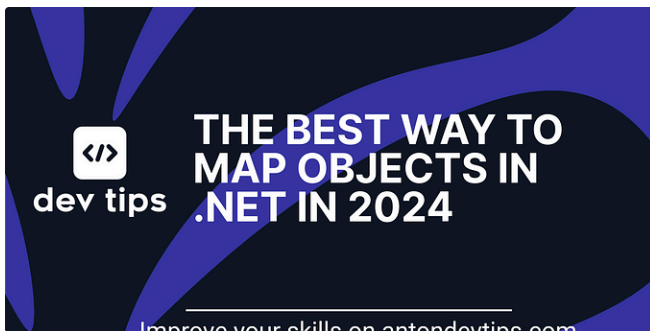 </>
dev tips
THE BEST WAY TO
MAP OBJECTS IN
.NET IN 2024
Improve your skills on antondevtips.com